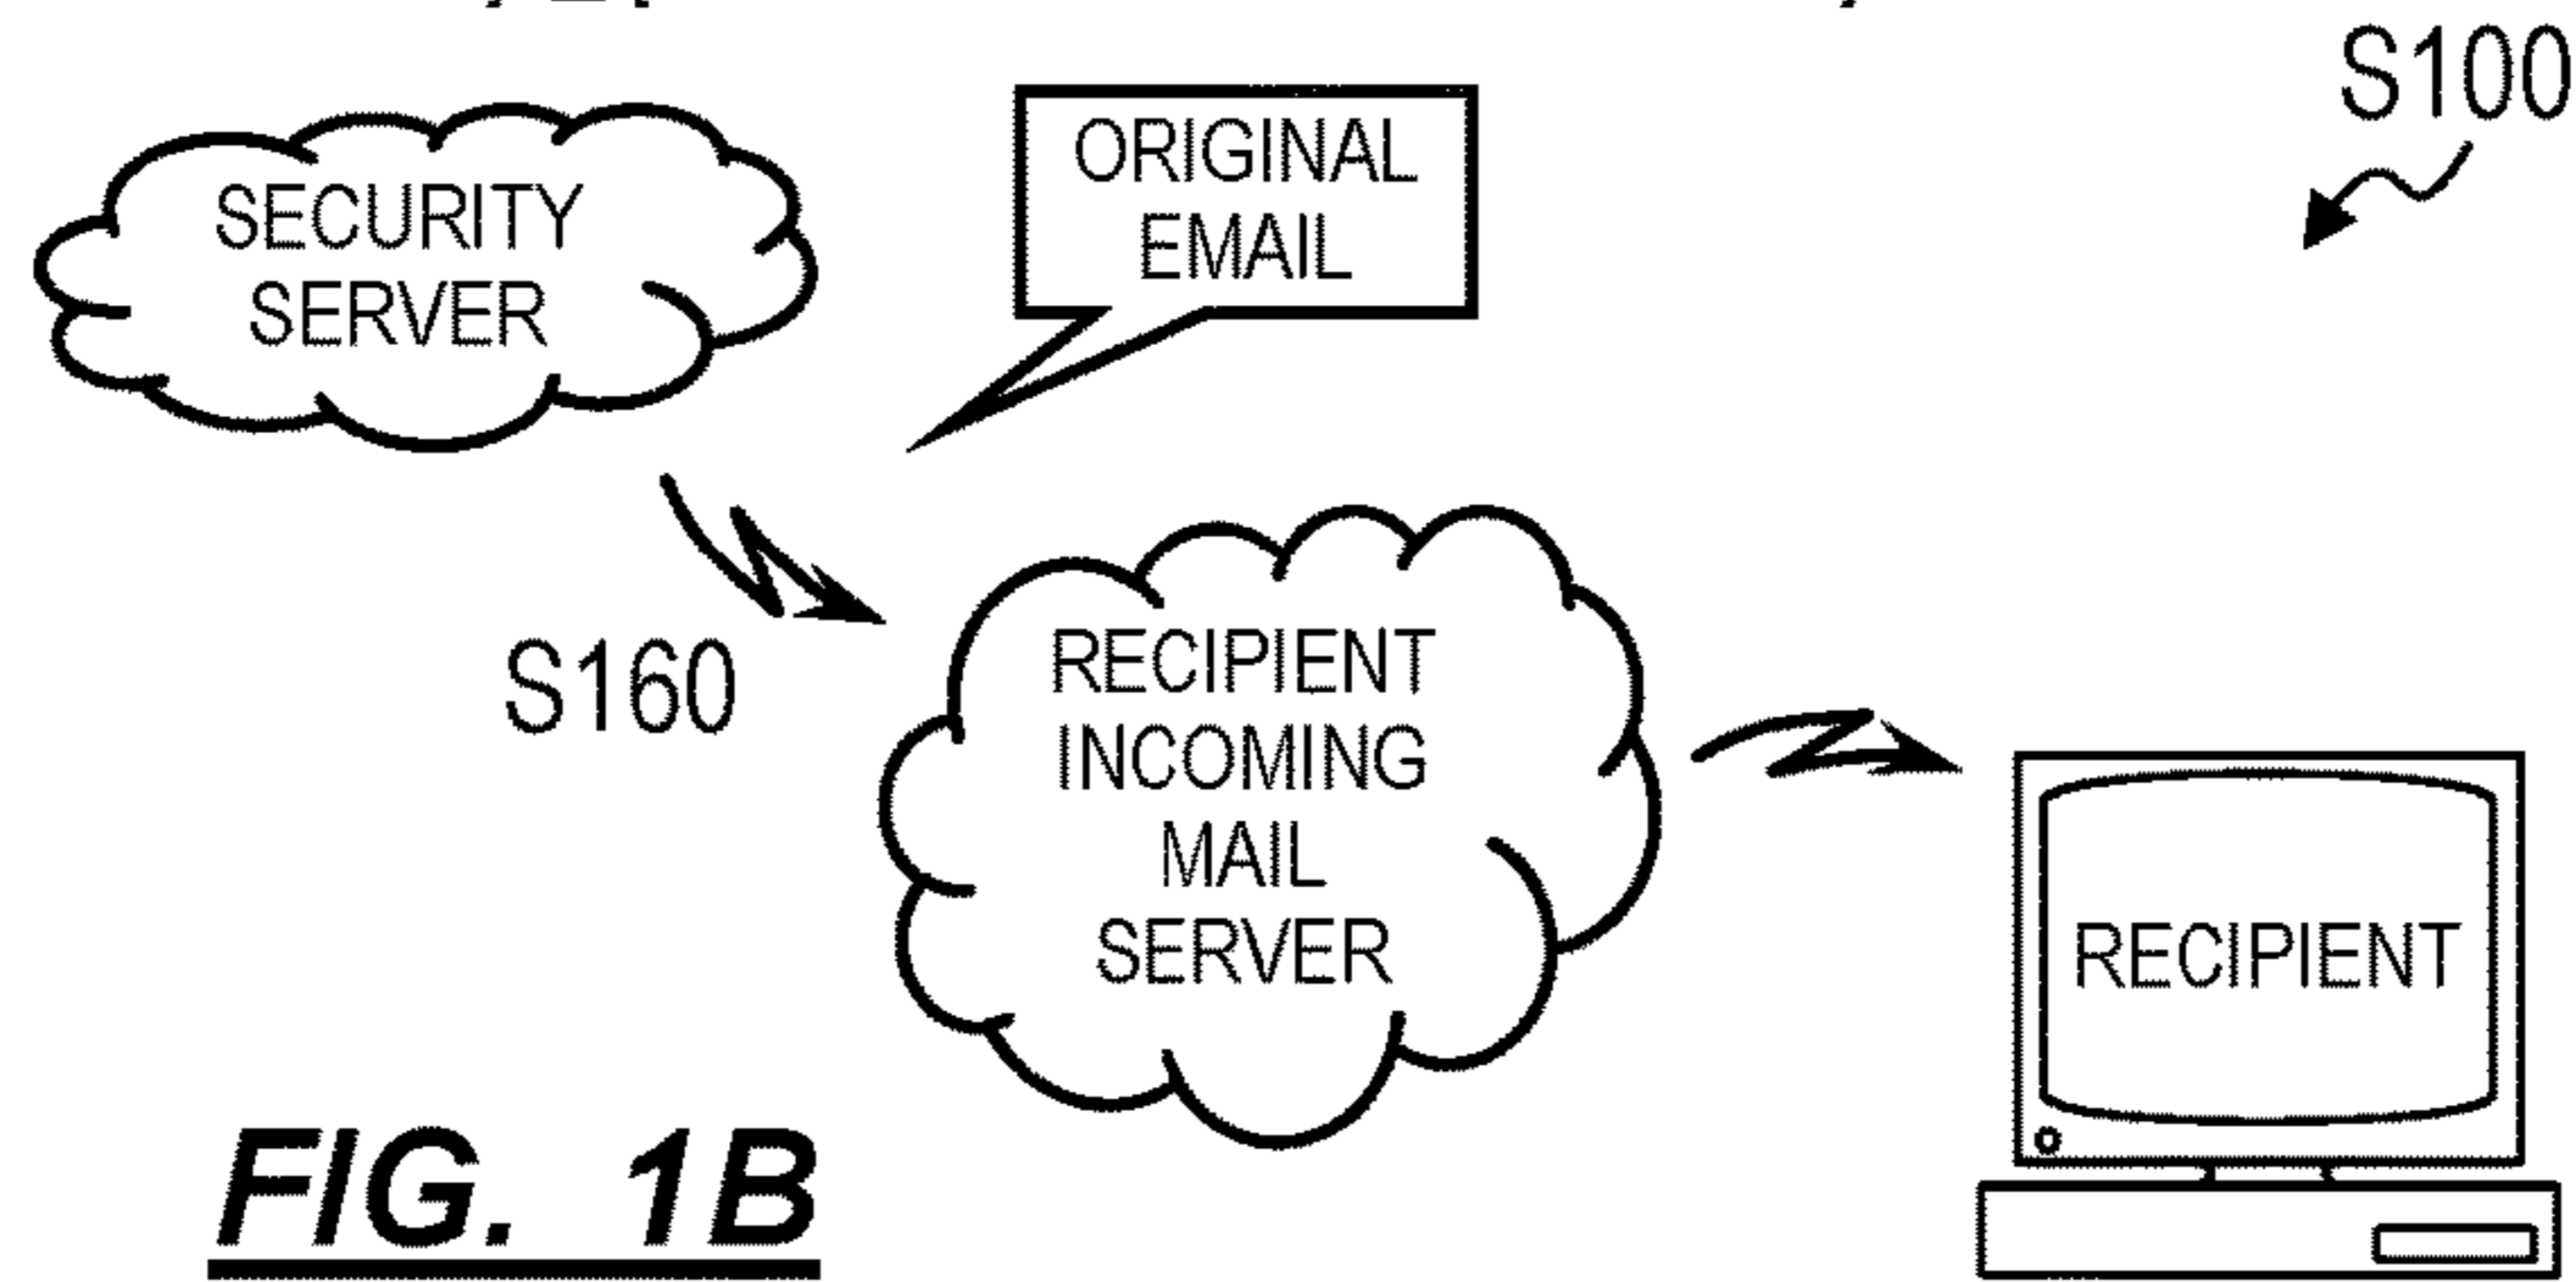 S100
SECURITY
SERVER
ORIGINAL
EMAIL
S160
RECIPIENT
INCOMING
MAIL
SERVER
RECIPIENT
FIG. 1B